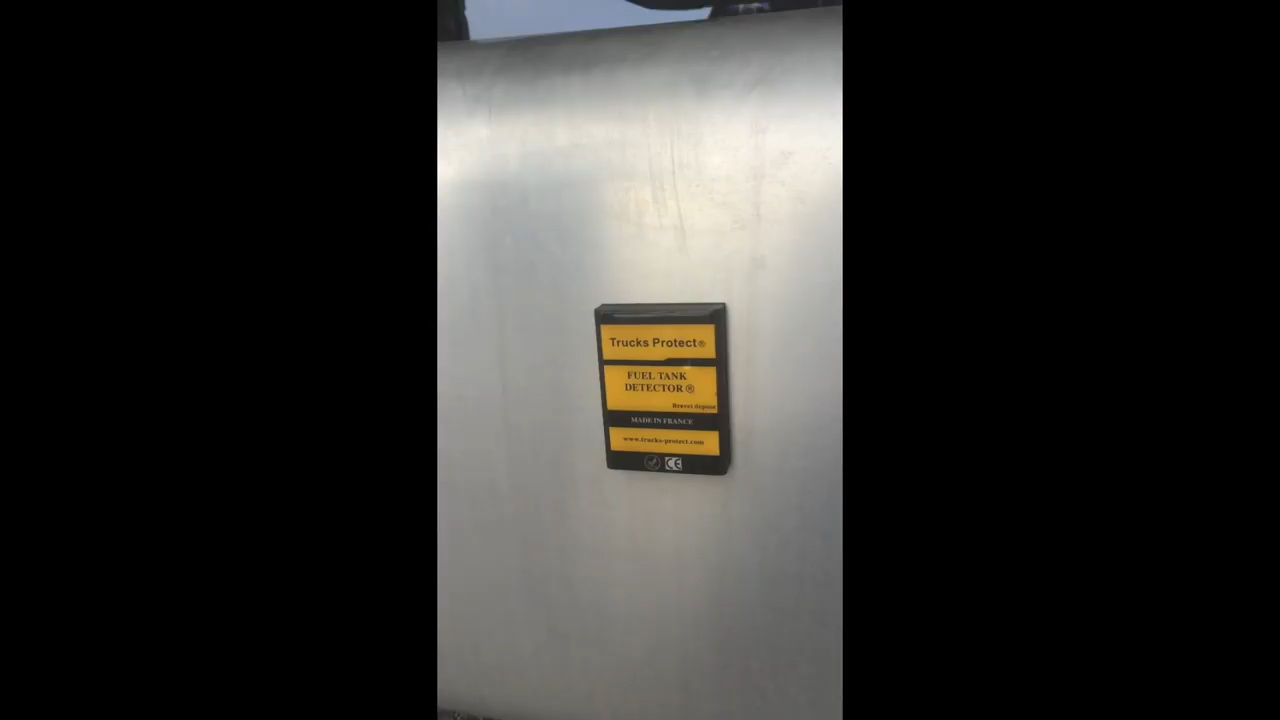 Trucks Protect®
FUEL TANK
DETECTOR ®
Brevet déposé
MADE IN FRANCE
www.trucks-protect.com
CE